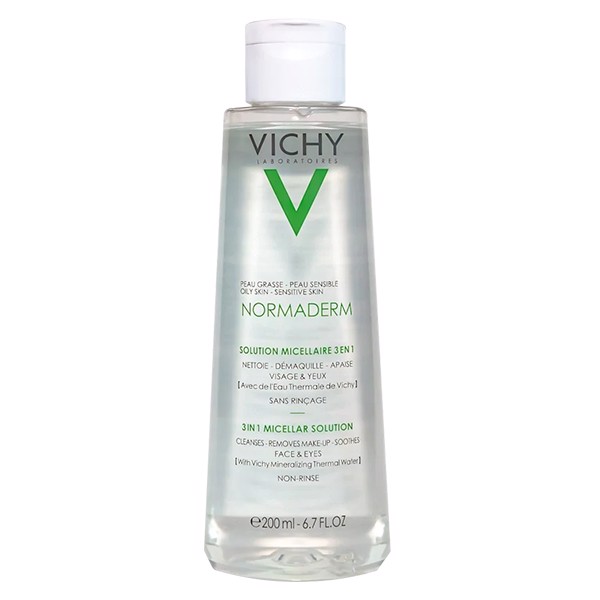 VICHY
LABORATOIRES
V
PEAU GRASSE - PEAU SENSIBLE
OILY SKIN - SENSITIVE SKIN
NORMADERM
SOLUTION MICELLAIRE 3 EN 1
NETTOIE - DÉMAQUILLE - APAISE
VISAGE & YEUX
[Avec de l'Eau Thermale de Vichy]
SANS RINÇAGE
3 IN 1 MICELLAR SOLUTION
CLEANSES - REMOVES MAKE-UP - SOOTHES
FACE & EYES
[With Vichy Mineralizing Thermal Water]
NON-RINSE
℮200 ml - 6.7 FL.OZ